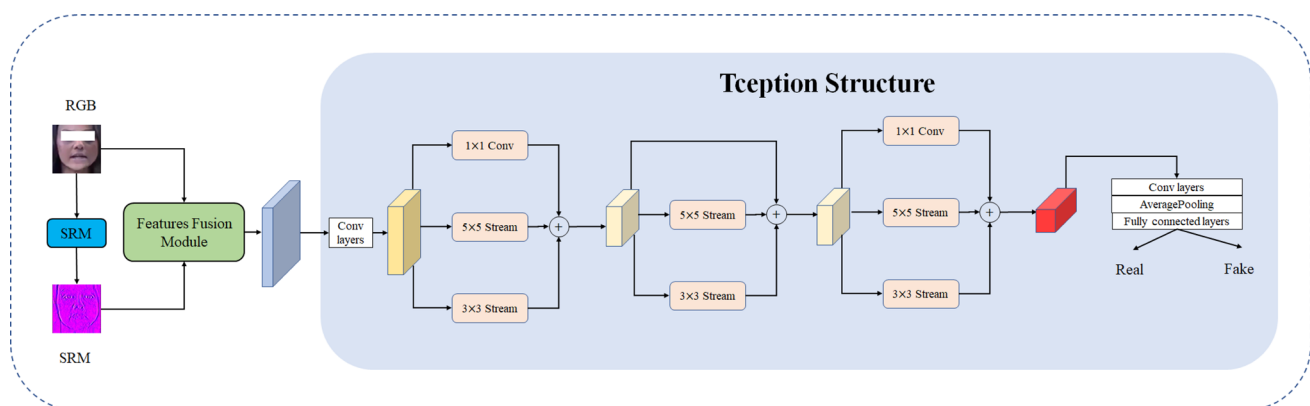 Tception Structure
RGB
SRM
SRM
Features Fusion
Module
Conv
layers
1×1 Conv
5×5 Stream
3×3 Stream
+
5×5 Stream
3×3 Stream
+
1×1 Conv
5×5 Stream
3×3 Stream
+
Conv layers
AveragePooling
Fully connected layers
Real
Fake